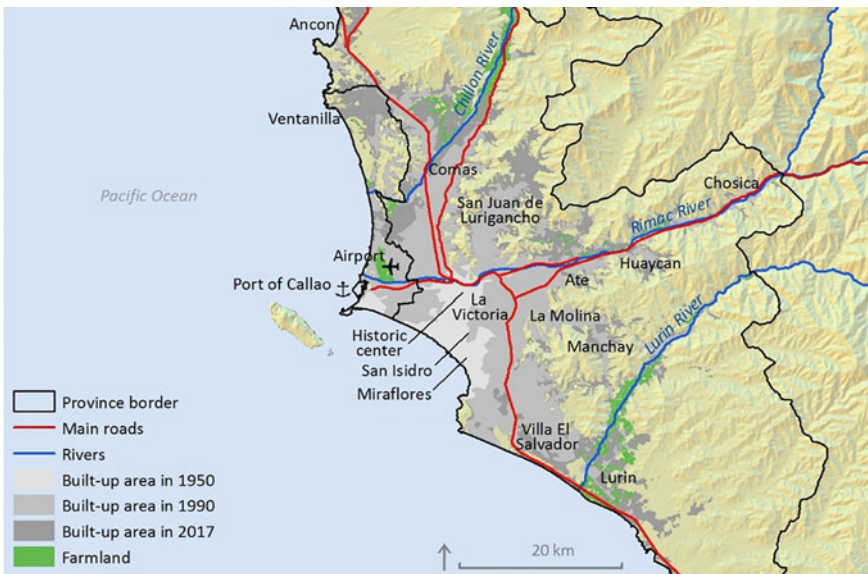 Ancon
Chillon River
Ventanilla
Pacific Ocean
Comas
San Juan de
Lurigancho
Chosica
Rimac River
Airport
Huaycan
Port of Callao
Ate
La
Victoria
La Molina
Lurin River
Historic
center
Manchay
San Isidro
Miraflores
Villa El
Salvador
Lurin
Province border
Main roads
Rivers
Built-up area in 1950
Built-up area in 1990
Built-up area in 2017
Farmland
20 km